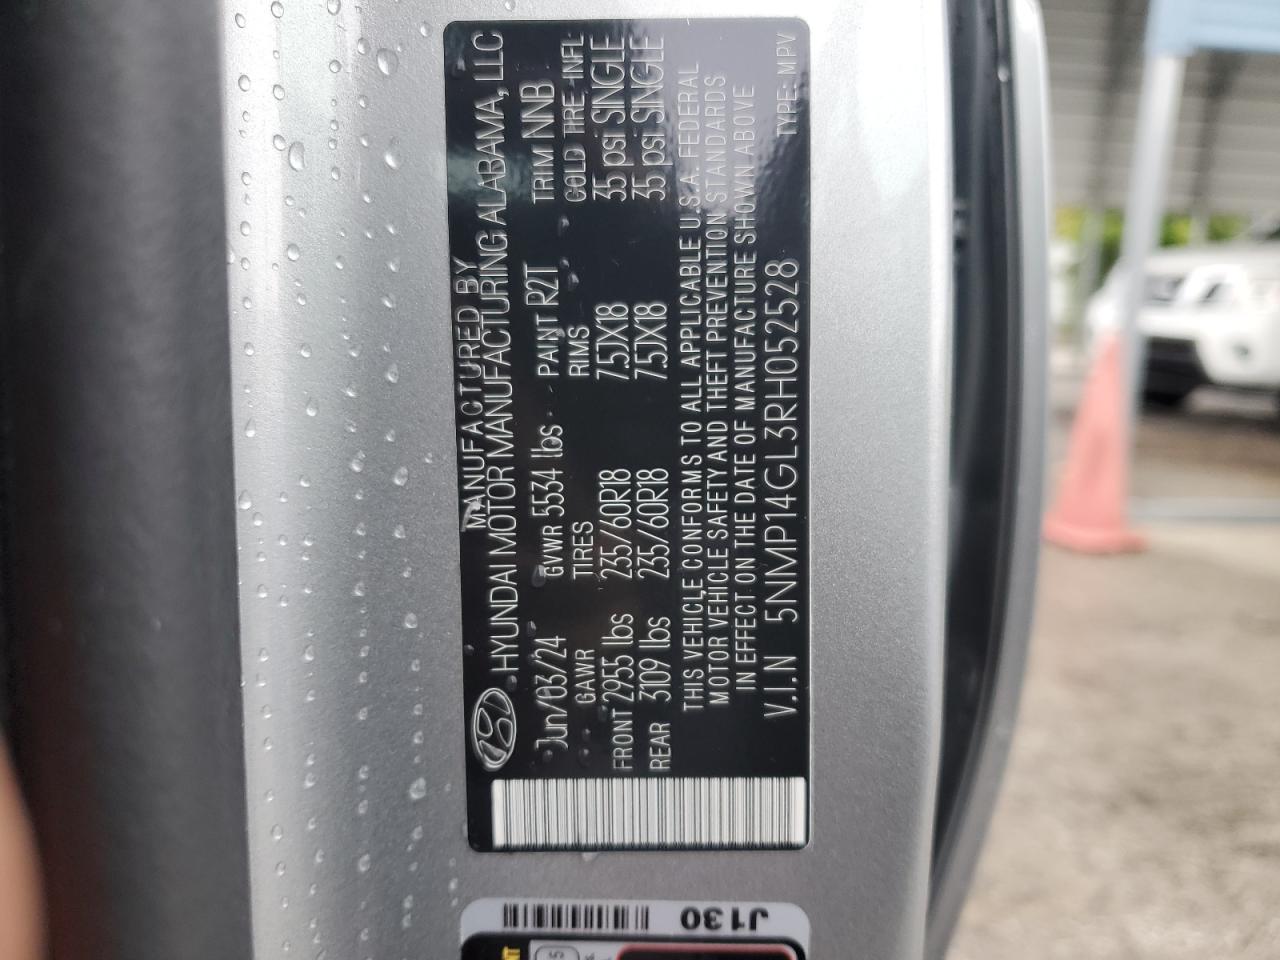 MANUFACTURED BY
HYUNDAI MOTOR MANUFACTURING ALABAMA, LLC
Jun/03/24 GVWR 5534 lbs PAINT R2T TRIM NNB
GAWR TIRES RIMS COLD TIRE INFL
FRONT 2955 lbs 235/60R18 7.5JX18 35 psi SINGLE
REAR 3109 lbs 235/60R18 7.5JX18 35 psi SINGLE
THIS VEHICLE CONFORMS TO ALL APPLICABLE U.S.A. FEDERAL
MOTOR VEHICLE SAFETY AND THEFT PREVENTION STANDARDS
IN EFFECT ON THE DATE OF MANUFACTURE SHOWN ABOVE
V.I.N 5NMP14GL3RH052528 TYPE: MPV
J130